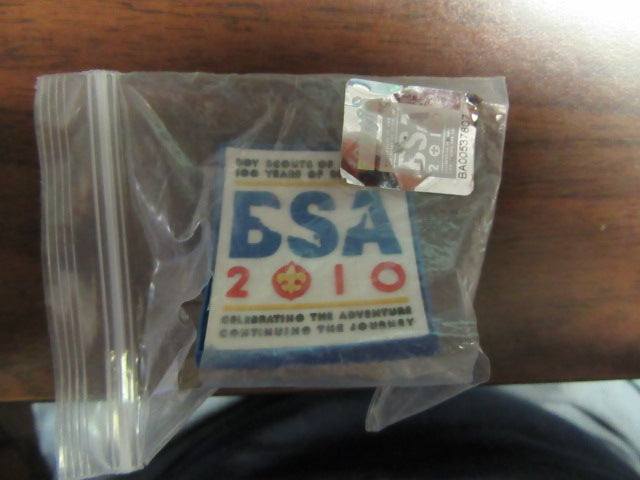 BOY SCOUTS OF
100 YEARS OF
BSA
2010
CELEBRATING THE ADVENTURE
CONTINUING THE JOURNEY